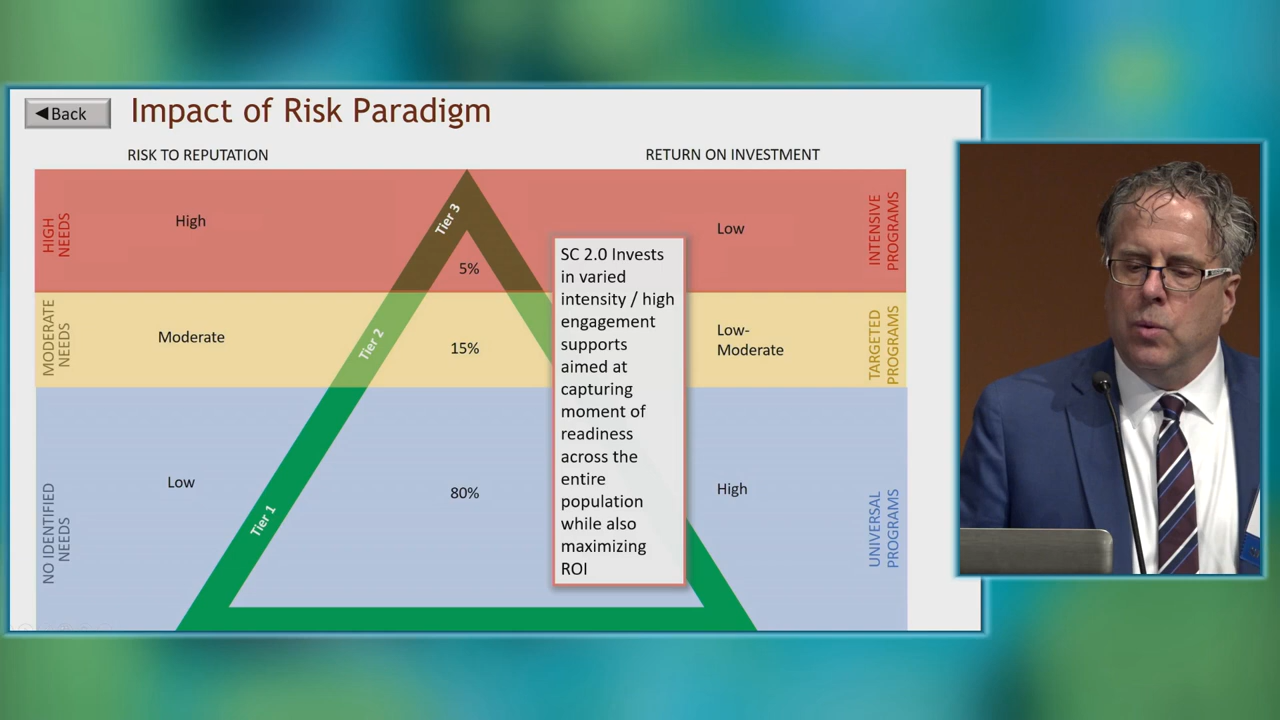 ◀Back
Impact of Risk Paradigm
RISK TO REPUTATION
RETURN ON INVESTMENT
HIGH
NEEDS
High
Tier 3
5%
Low
INTENSIVE
PROGRAMS
MODERATE
NEEDS
Moderate
Tier 2
15%
Low-
Moderate
TARGETED
PROGRAMS
NO IDENTIFIED
NEEDS
Low
Tier 1
80%
High
UNIVERSAL
PROGRAMS
SC 2.0 Invests
in varied
intensity / high
engagement
supports
aimed at
capturing
moment of
readiness
across the
entire
population
while also
maximizing
ROI